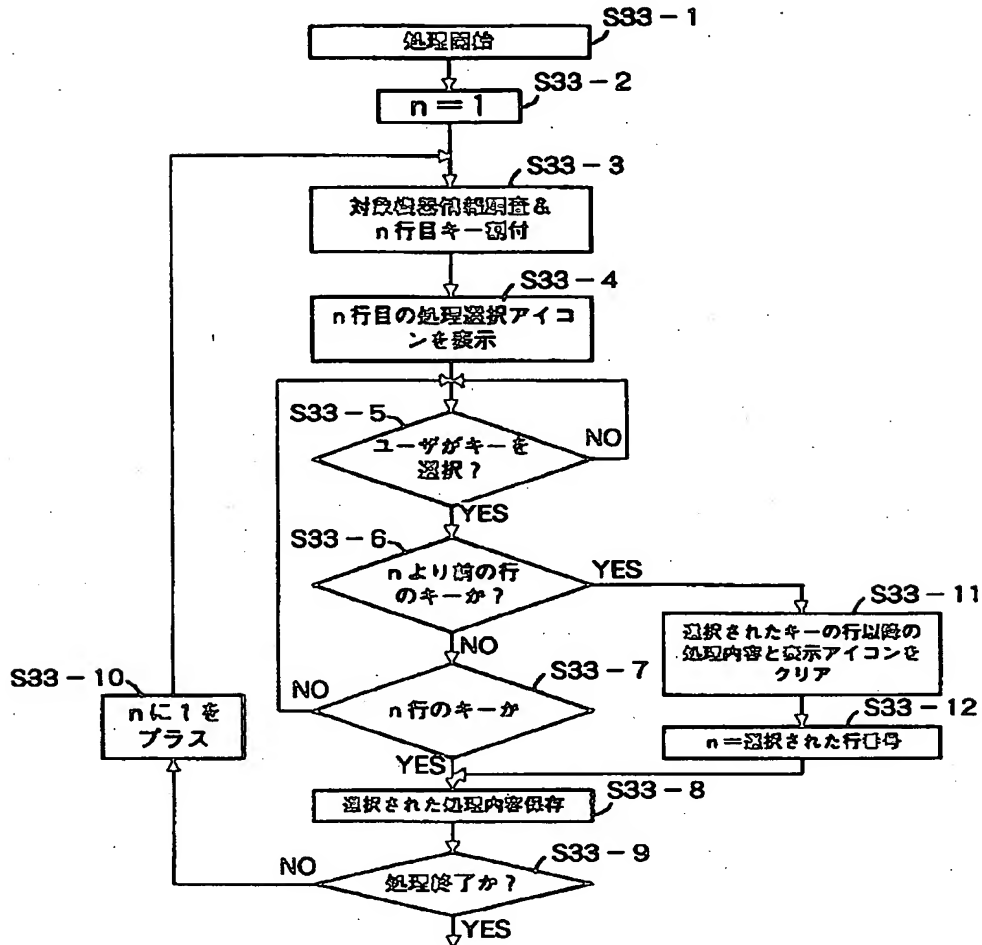 S33-1
処理開始
S33-2
n=1
S33-3
対象機器情報調査&
n行目キー割付
S33-4
n行目の処理選択アイコ
ンを表示
S33-5
ユーザがキーを
選択?
NO
YES
S33-6
nより前の行
のキーか?
YES
NO
S33-11
選択されたキーの行以降の
処理内容と表示アイコンを
クリア
S33-7
n行のキーか
NO
YES
S33-12
n=選択された行番号
S33-10
nに1を
プラス
S33-8
選択された処理内容保存
S33-9
処理終了か?
NO
YES